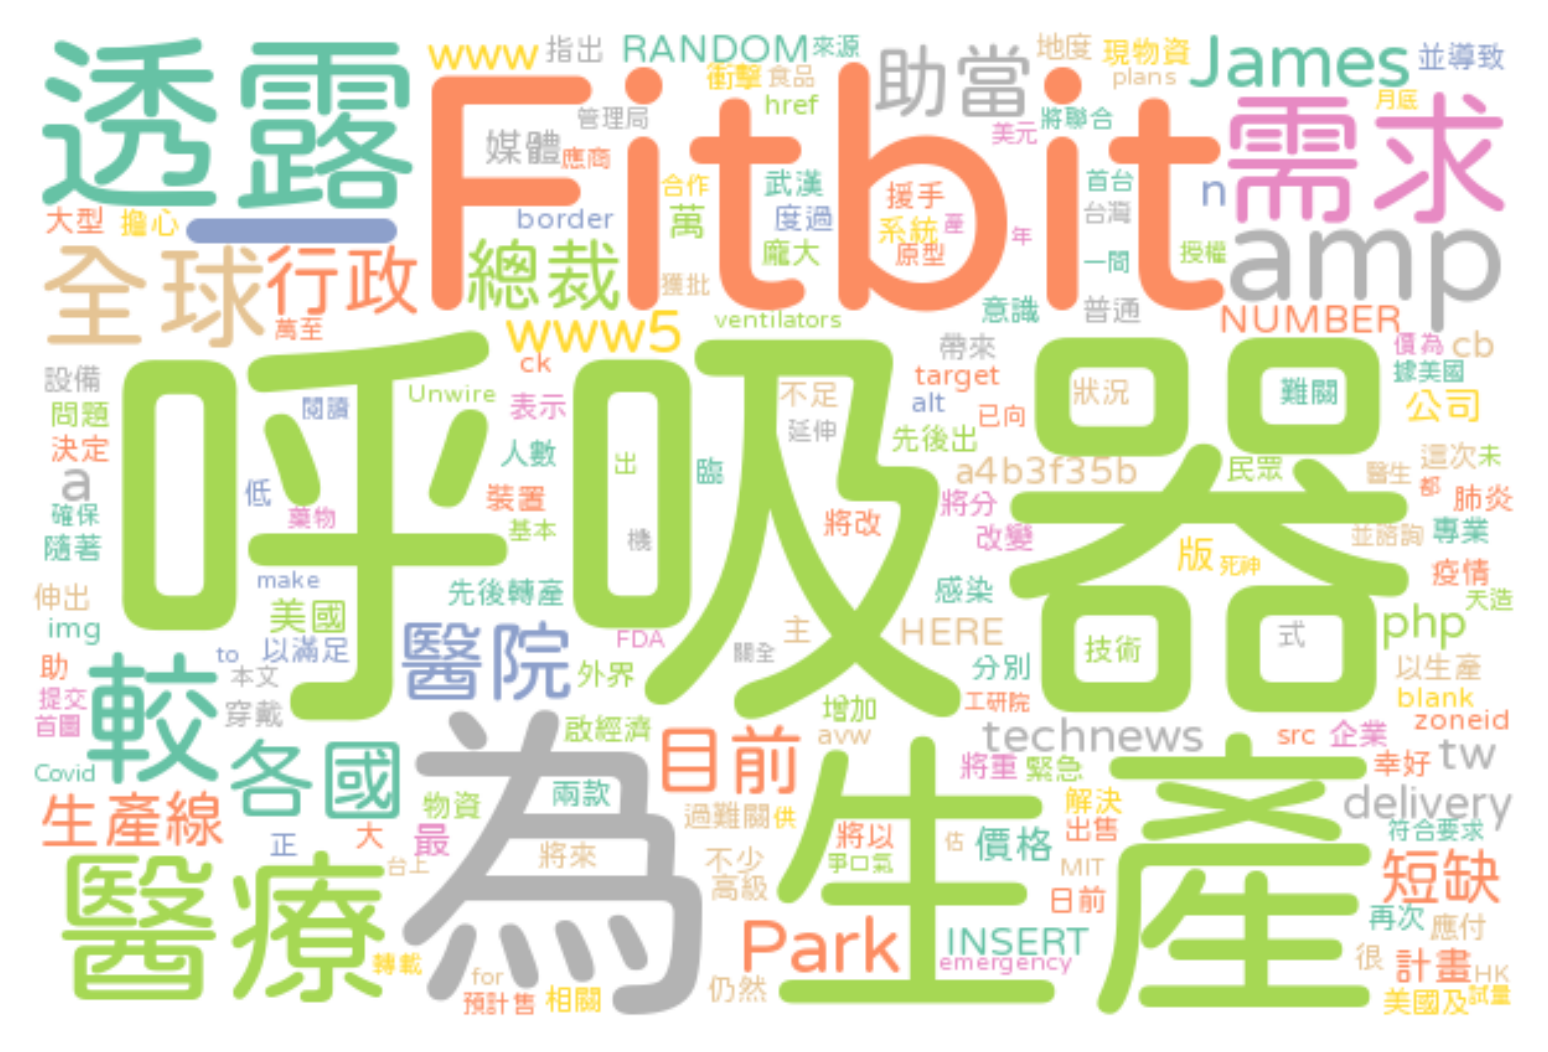 透露
www
指出
RANDOM
來源
助當
地度
現物資
James
並導致
衝擊
食品
plans
href
月底
管理局
Fitbit
美元
將聯合
需求
媒體
應商
合作
武漢
援手
首台
n
大型
擔心
border
萬
度過
系統
產
台灣
年
amp
全球
行政
總裁
龐大
原型
一問
授權
獲批
萬至
www5
ventilators
意識
普通
NUMBER
呼吸器
ck
帶來
價為
cb
設備
Unwire
表示
不足
target
狀況
難關
據美國
問題
閱讀
延伸
alt
已向
公司
決定
人數
出
臨
先後出
a
低
裝置
a4b3f35b
民眾
醫生
這次
未
都
確保
藥物
基本
機
將改
將分
肺炎
隨著
改變
版
死神
並諮詢
專業
make
先後轉產
感染
疫情
伸出
美國
天造
img
醫院
FDA
主
HERE
技術
式
php
to
以滿足
關全
助
本文
外界
分別
以生產
提交
較
穿戴
增加
工研院
blank
首圈
啟經濟
avw
technews
src
企業
zoneid
Covid
各國
為
目前
生產
將重
緊急
幸好
tw
生產線
物資
兩款
過難關
供
解決
delivery
正
大
最
將以
估
價格
出售
符合要求
台上
將來
不少
爭口氣
MIT
醫療
高級
日前
短缺
再次
應付
轉載
Park
INSERT
emergency
很
計畫
HK
for
預計售
相關
仍然
美國及
試量